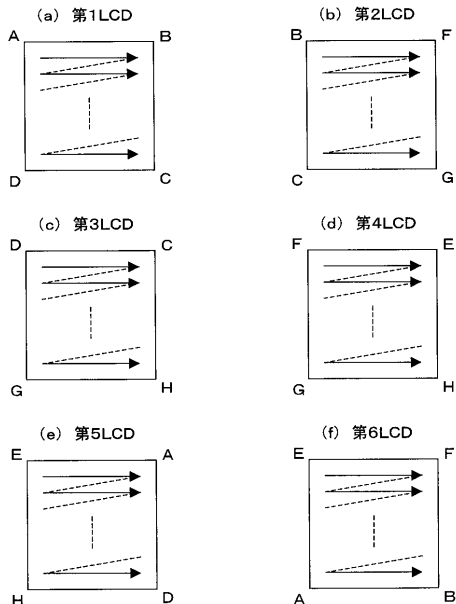 (a) 第1LCD
A B
D C
(b) 第2LCD
B F
C G
(c) 第3LCD
D C
G H
(d) 第4LCD
F E
G H
(e) 第5LCD
E A
H D
(f) 第6LCD
E F
A B